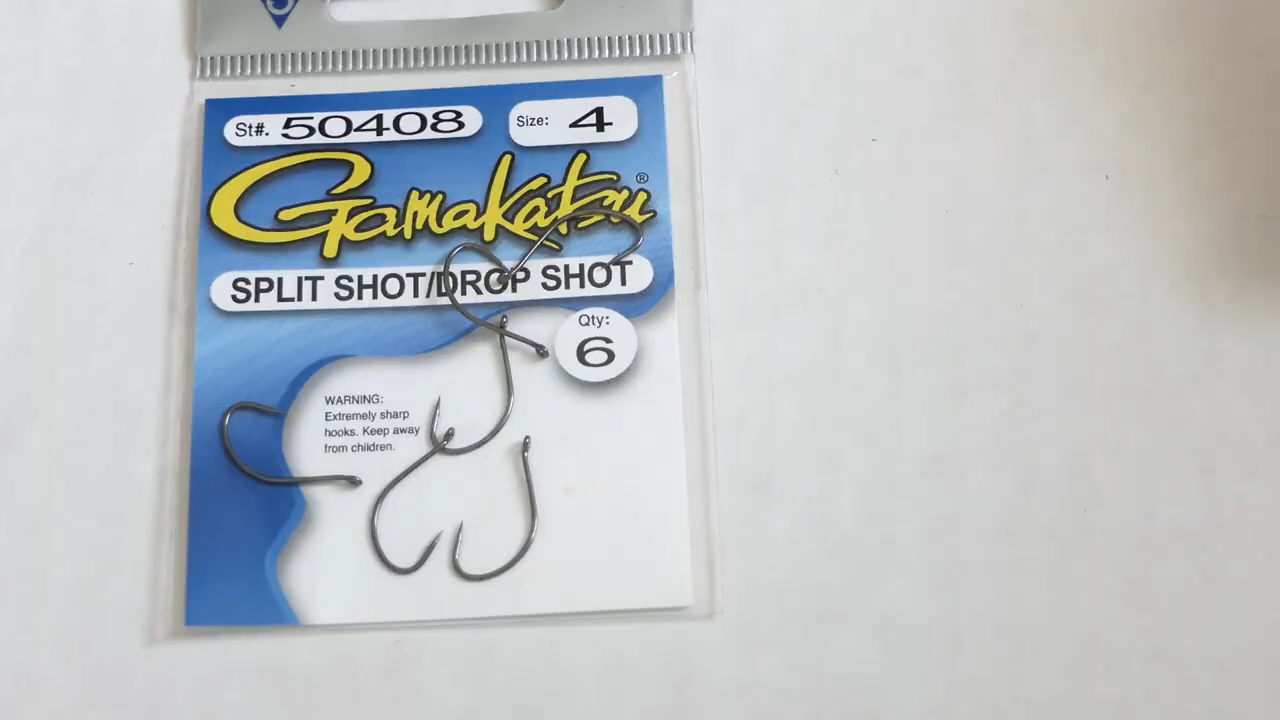 St#. 50408
Size: 4
Gamakatsu®
SPLIT SHOT/DROP SHOT
Qty:
6
WARNING:
Extremely sharp
hooks. Keep away
from children.